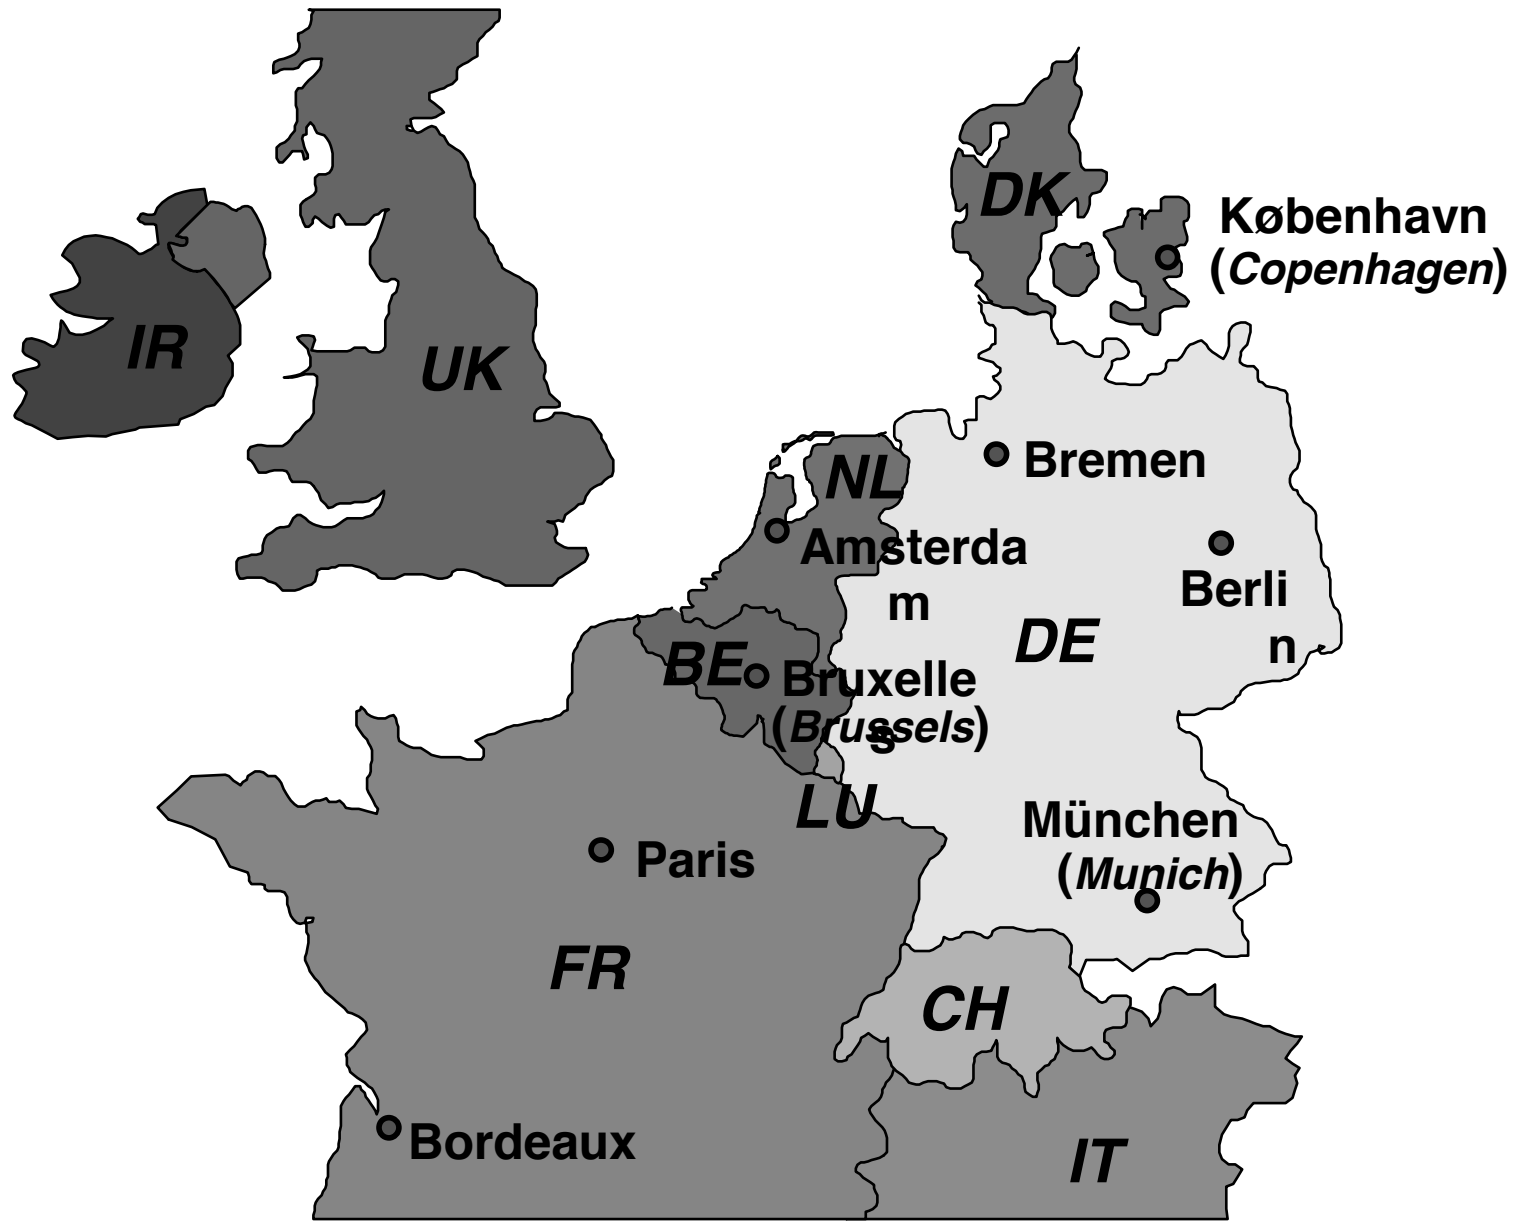 DK
København
(Copenhagen)
IR
UK
Bremen
NL
Amsterda
m
Berli
n
DE
BE
Bruxelle
s
(Brussels)
LU
München
(Munich)
Paris
FR
CH
Bordeaux
IT